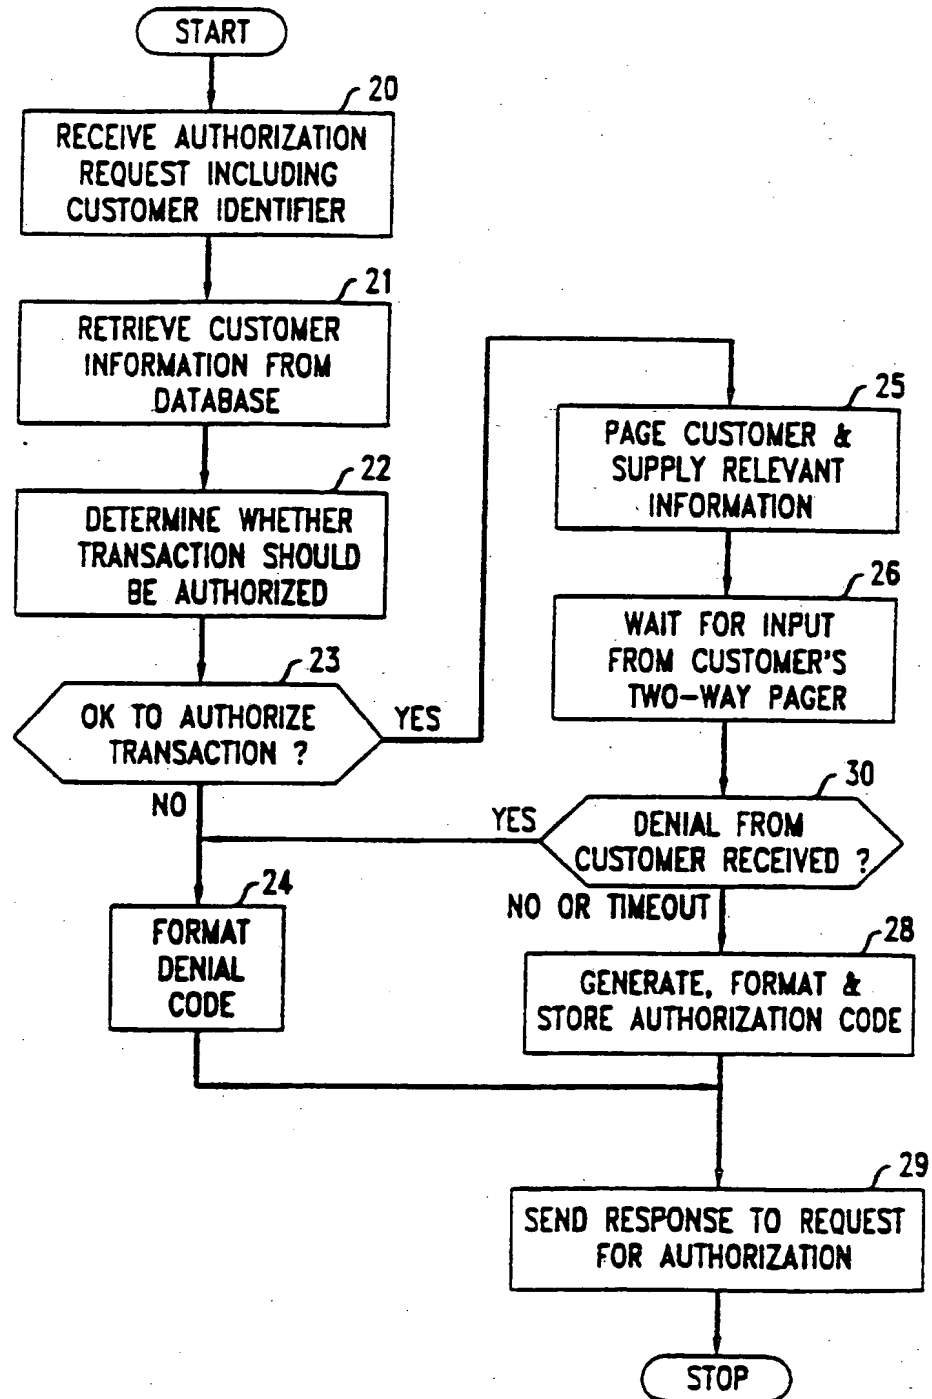 START
20
RECEIVE AUTHORIZATION
REQUEST INCLUDING
CUSTOMER IDENTIFIER
21
RETRIEVE CUSTOMER
INFORMATION FROM
DATABASE
22
DETERMINE WHETHER
TRANSACTION SHOULD
BE AUTHORIZED
23
OK TO AUTHORIZE
TRANSACTION ?
YES
NO
24
FORMAT
DENIAL
CODE
25
PAGE CUSTOMER &
SUPPLY RELEVANT
INFORMATION
26
WAIT FOR INPUT
FROM CUSTOMER'S
TWO-WAY PAGER
30
DENIAL FROM
CUSTOMER RECEIVED ?
YES
NO OR TIMEOUT
28
GENERATE, FORMAT &
STORE AUTHORIZATION CODE
29
SEND RESPONSE TO REQUEST
FOR AUTHORIZATION
STOP